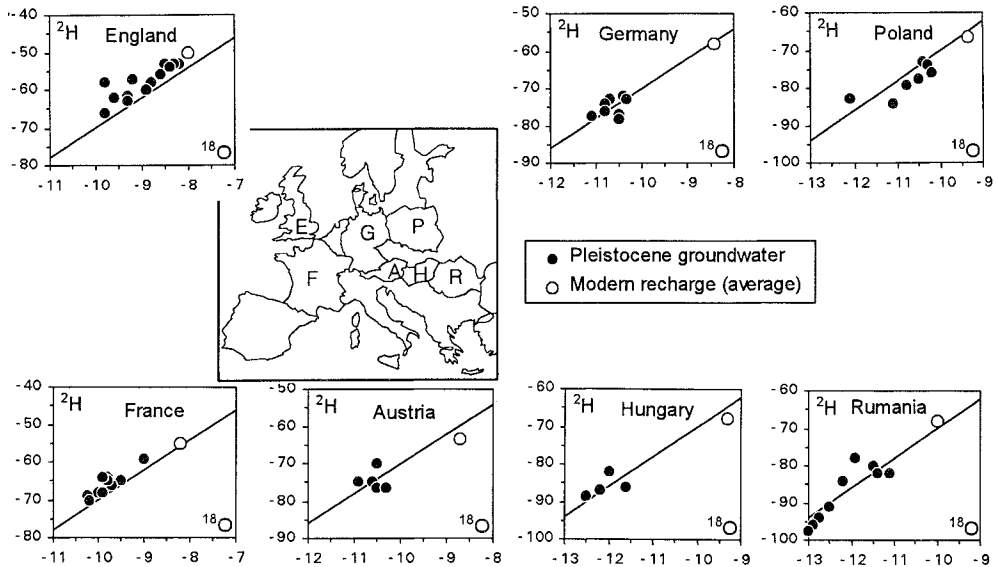 -40
-50
-60
-70
-80
²H
England
¹⁸O
-11 -10 -9 -8 -7
-50
-60
-70
-80
-90
²H
Germany
¹⁸O
-12 -11 -10 -9 -8
-60
-70
-80
-90
-100
²H
Poland
¹⁸O
-13 -12 -11 -10 -9
E
G
P
F
A
H
R
Pleistocene groundwater
Modern recharge (average)
-40
-50
-60
-70
-80
²H
France
¹⁸O
-11 -10 -9 -8 -7
-50
-60
-70
-80
-90
²H
Austria
¹⁸O
-12 -11 -10 -9 -8
-60
-70
-80
-90
-100
²H
Hungary
¹⁸O
-13 -12 -11 -10 -9
-60
-70
-80
-90
-100
²H
Rumania
¹⁸O
-13 -12 -11 -10 -9